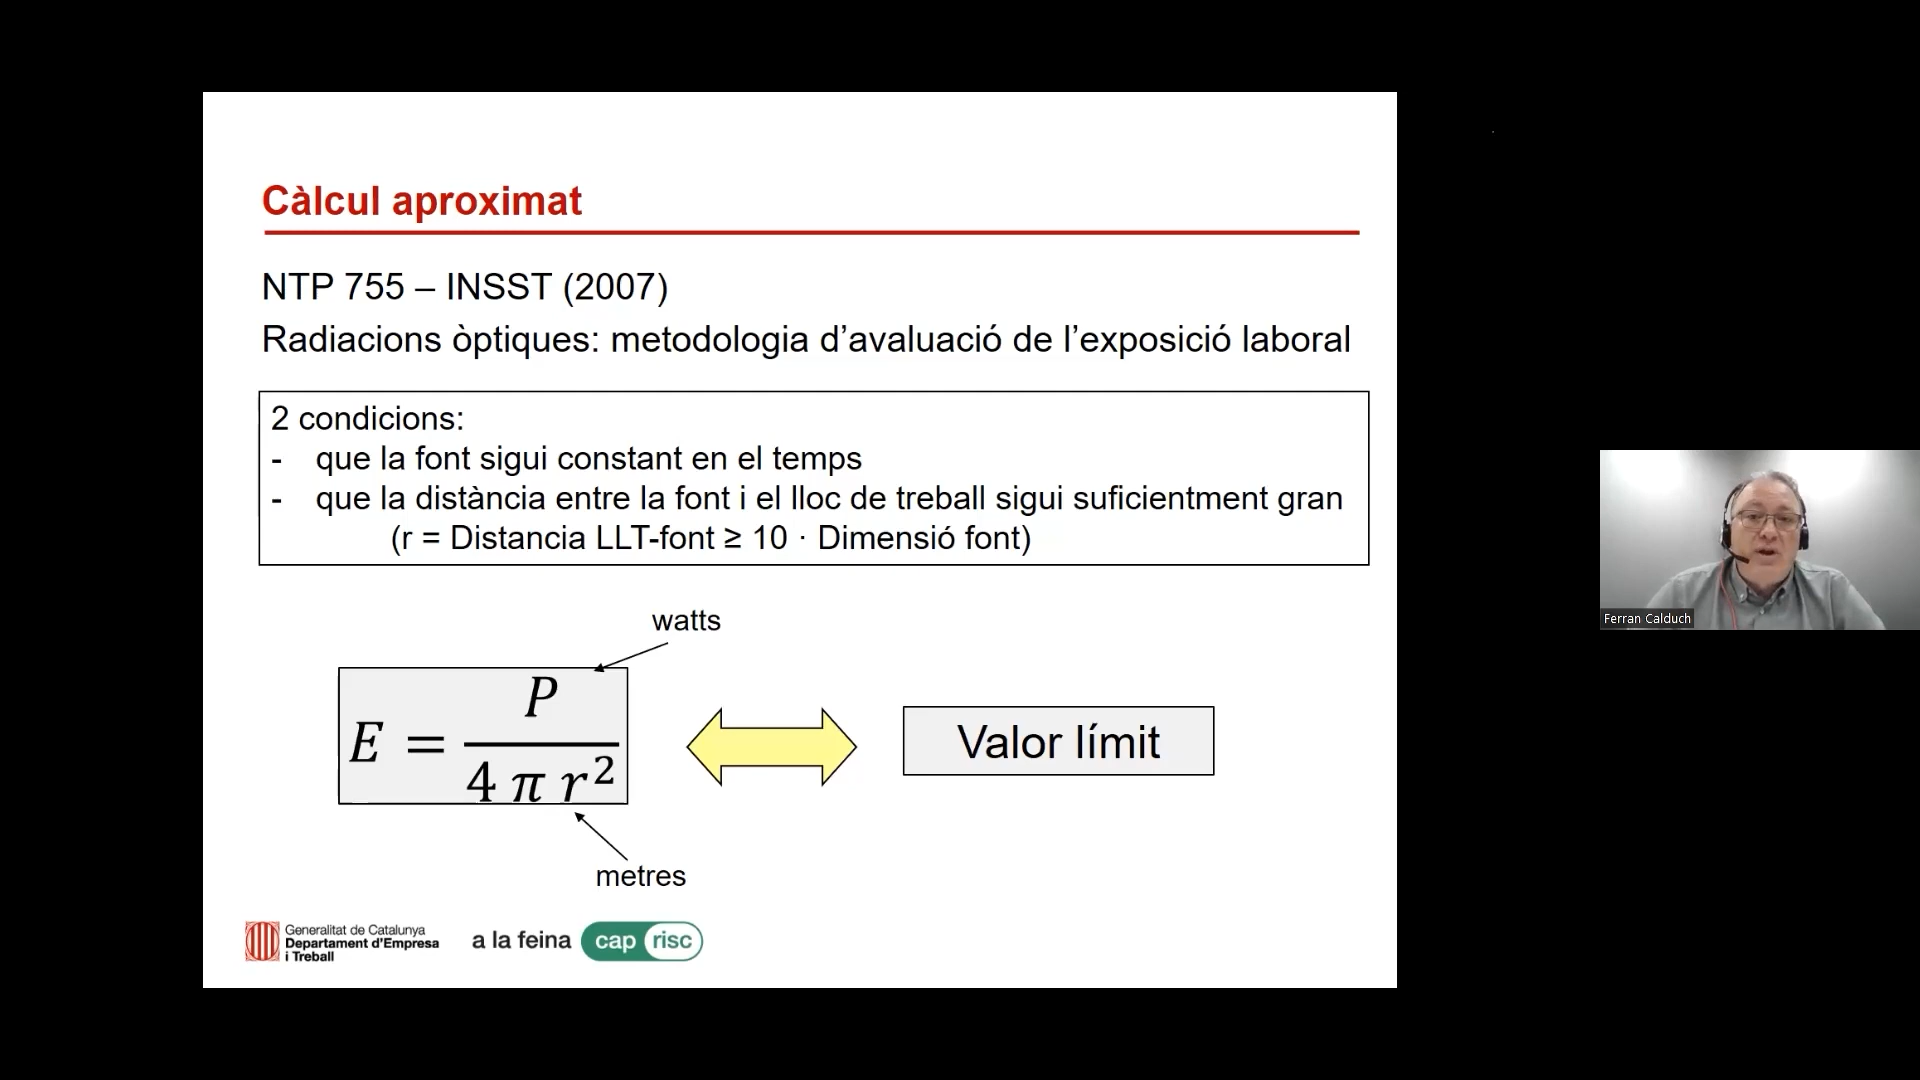 Càlcul aproximat
NTP 755 – INSST (2007)
Radiacions òptiques: metodologia d’avaluació de l’exposició laboral
2 condicions:
- que la font sigui constant en el temps
- que la distància entre la font i el lloc de treball sigui suficientment gran
(r = Distancia LLT-font ≥ 10 · Dimensió font)
watts
E = P / 4 π r²
Valor límit
metres
Generalitat de Catalunya
Departament d’Empresa
i Treball
a la feina cap risc
Ferran Calduch